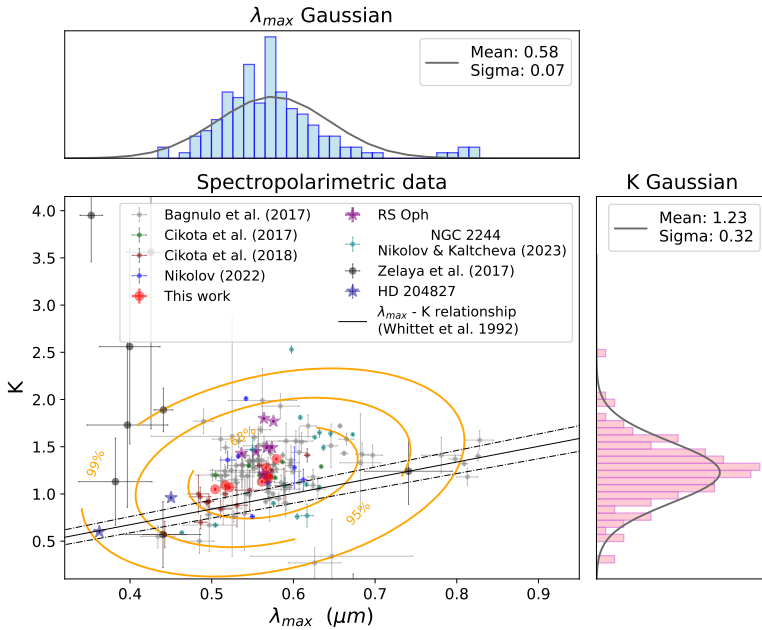 λmax Gaussian
Mean: 0.58
Sigma: 0.07
Spectropolarimetric data
K Gaussian
Bagnulo et al. (2017)
Cikota et al. (2017)
Cikota et al. (2018)
Nikolov (2022)
This work
RS Oph
NGC 2244
Nikolov & Kaltcheva (2023)
Zelaya et al. (2017)
HD 204827
λmax - K relationship
(Whittet et al. 1992)
Mean: 1.23
Sigma: 0.32
4.0
3.5
3.0
2.5
2.0
1.5
1.0
0.5
K
68%
95%
99%
0.4 0.5 0.6 0.7 0.8 0.9
λmax (μm)